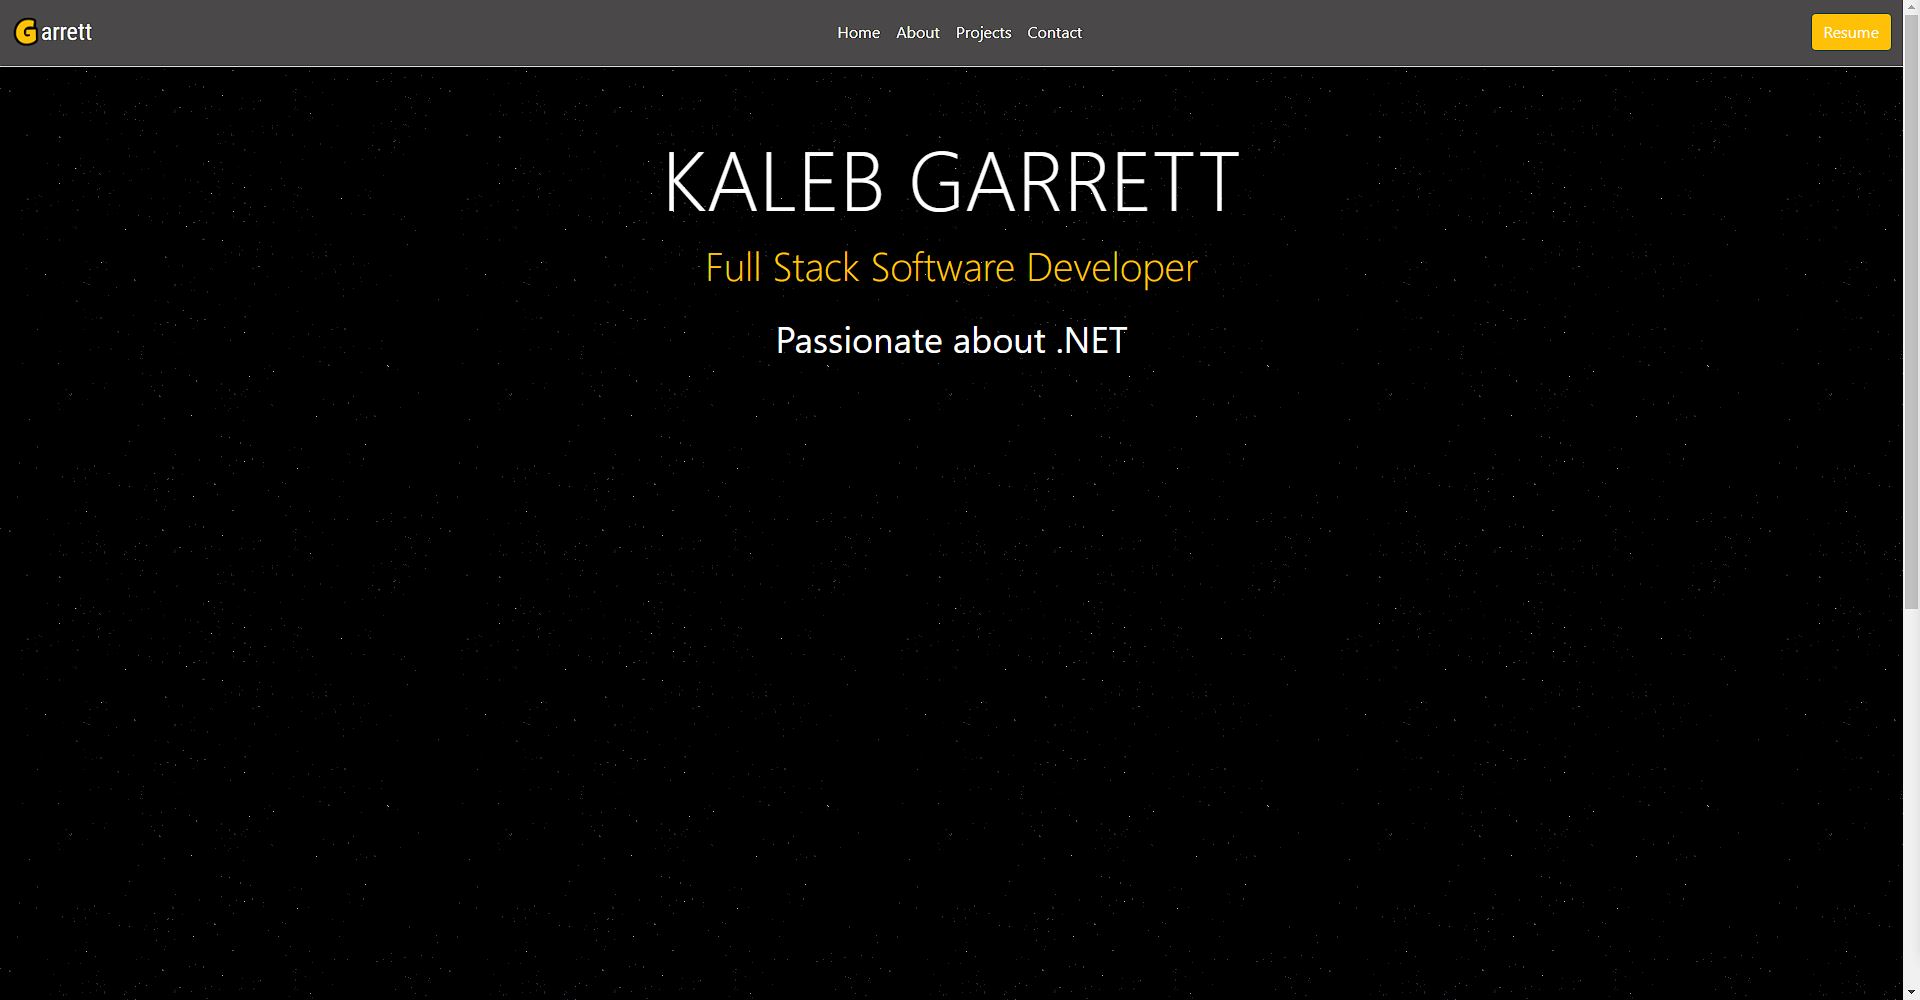 Garrett
Home About Projects Contact
Resume
KALEB GARRETT
Full Stack Software Developer
Passionate about .NET